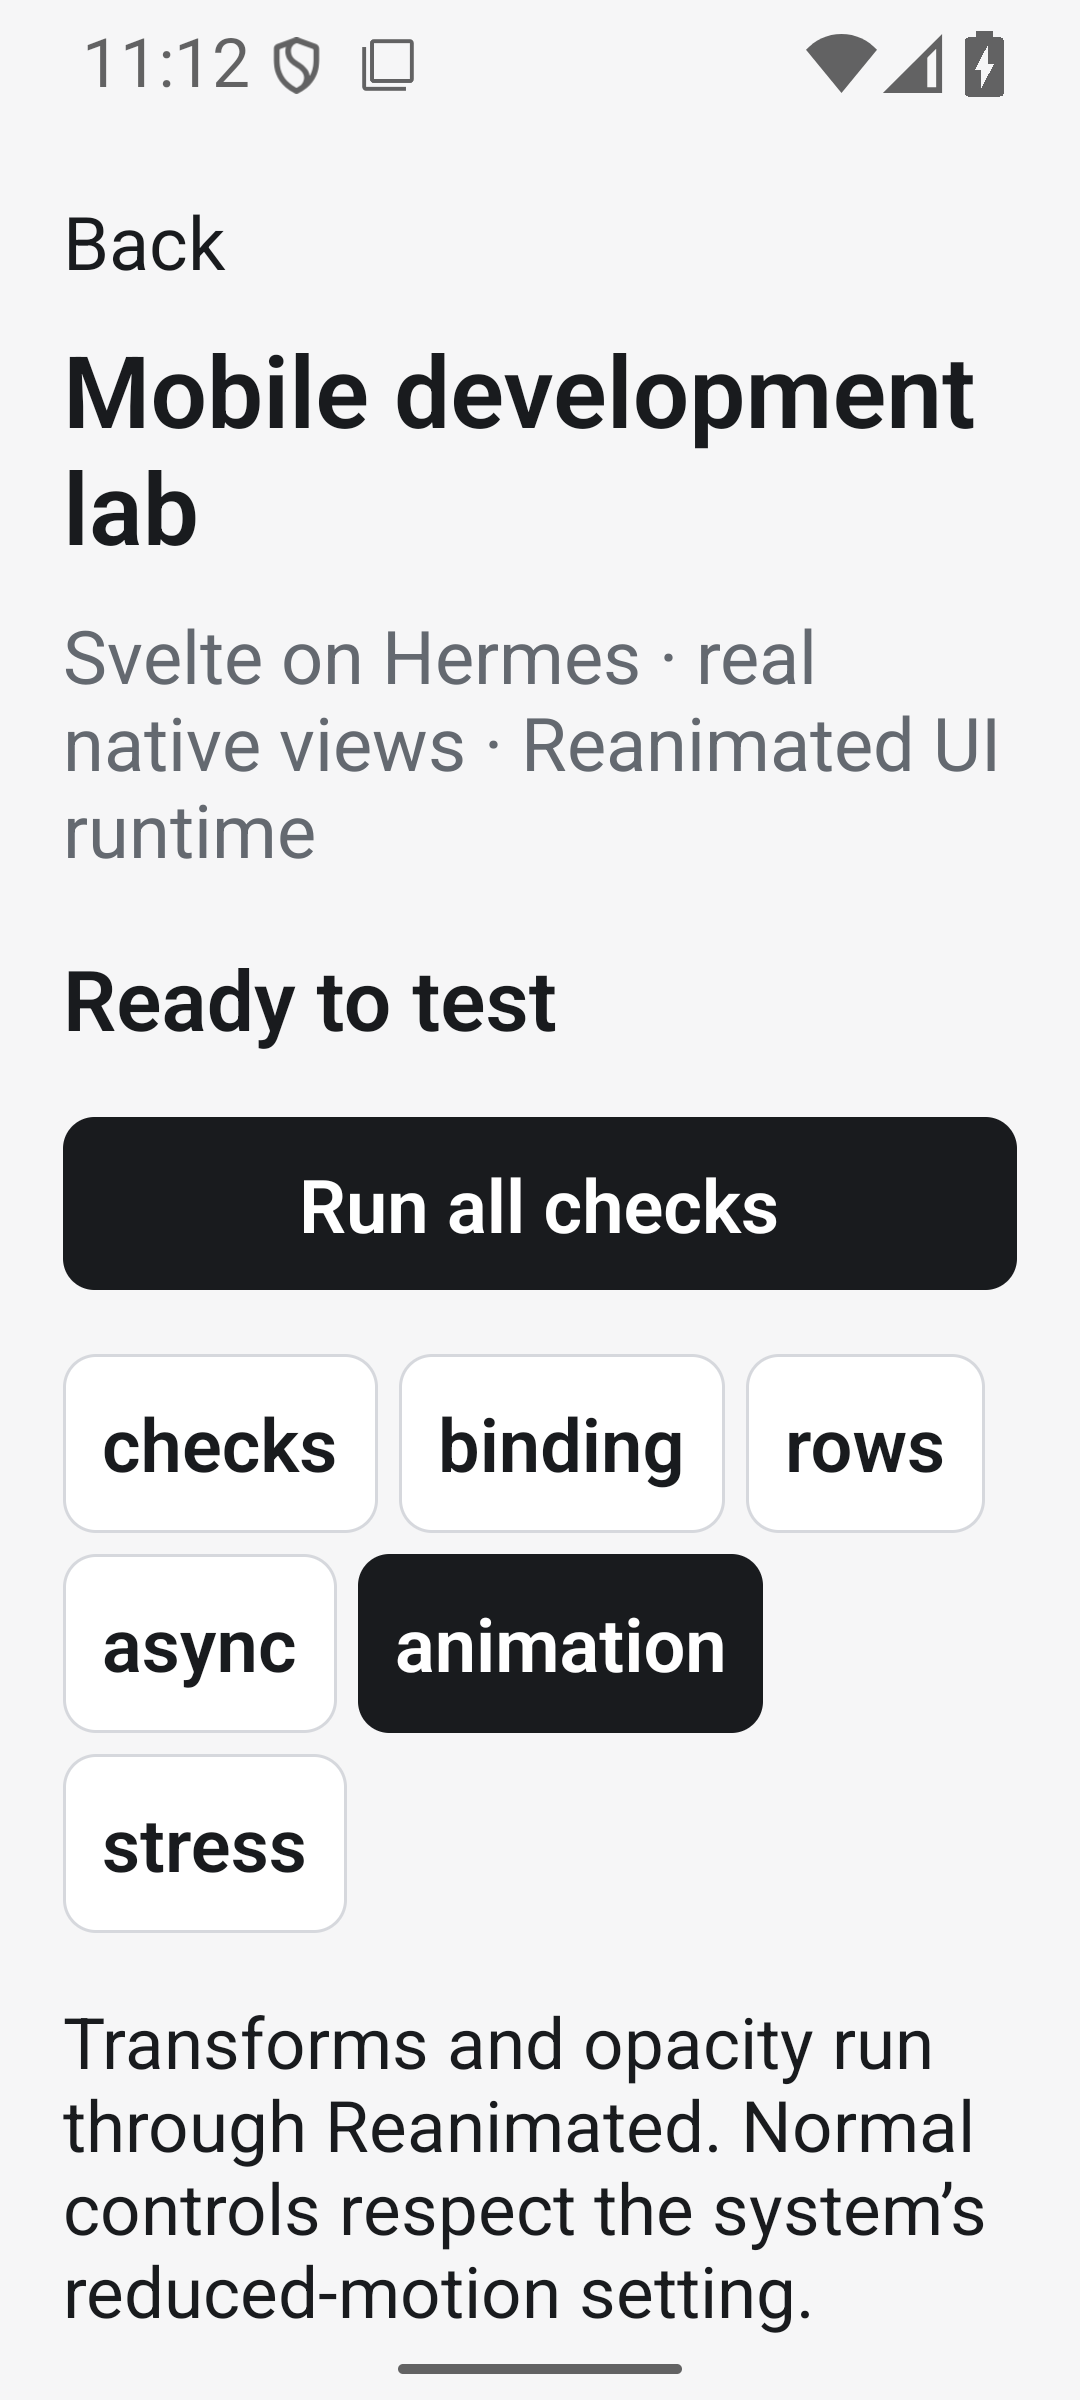 11:12
Back
Mobile development
lab
Svelte on Hermes · real
native views · Reanimated UI
runtime
Ready to test
Run all checks
checks binding rows
async animation
stress
Transforms and opacity run
through Reanimated. Normal
controls respect the system’s
reduced-motion setting.